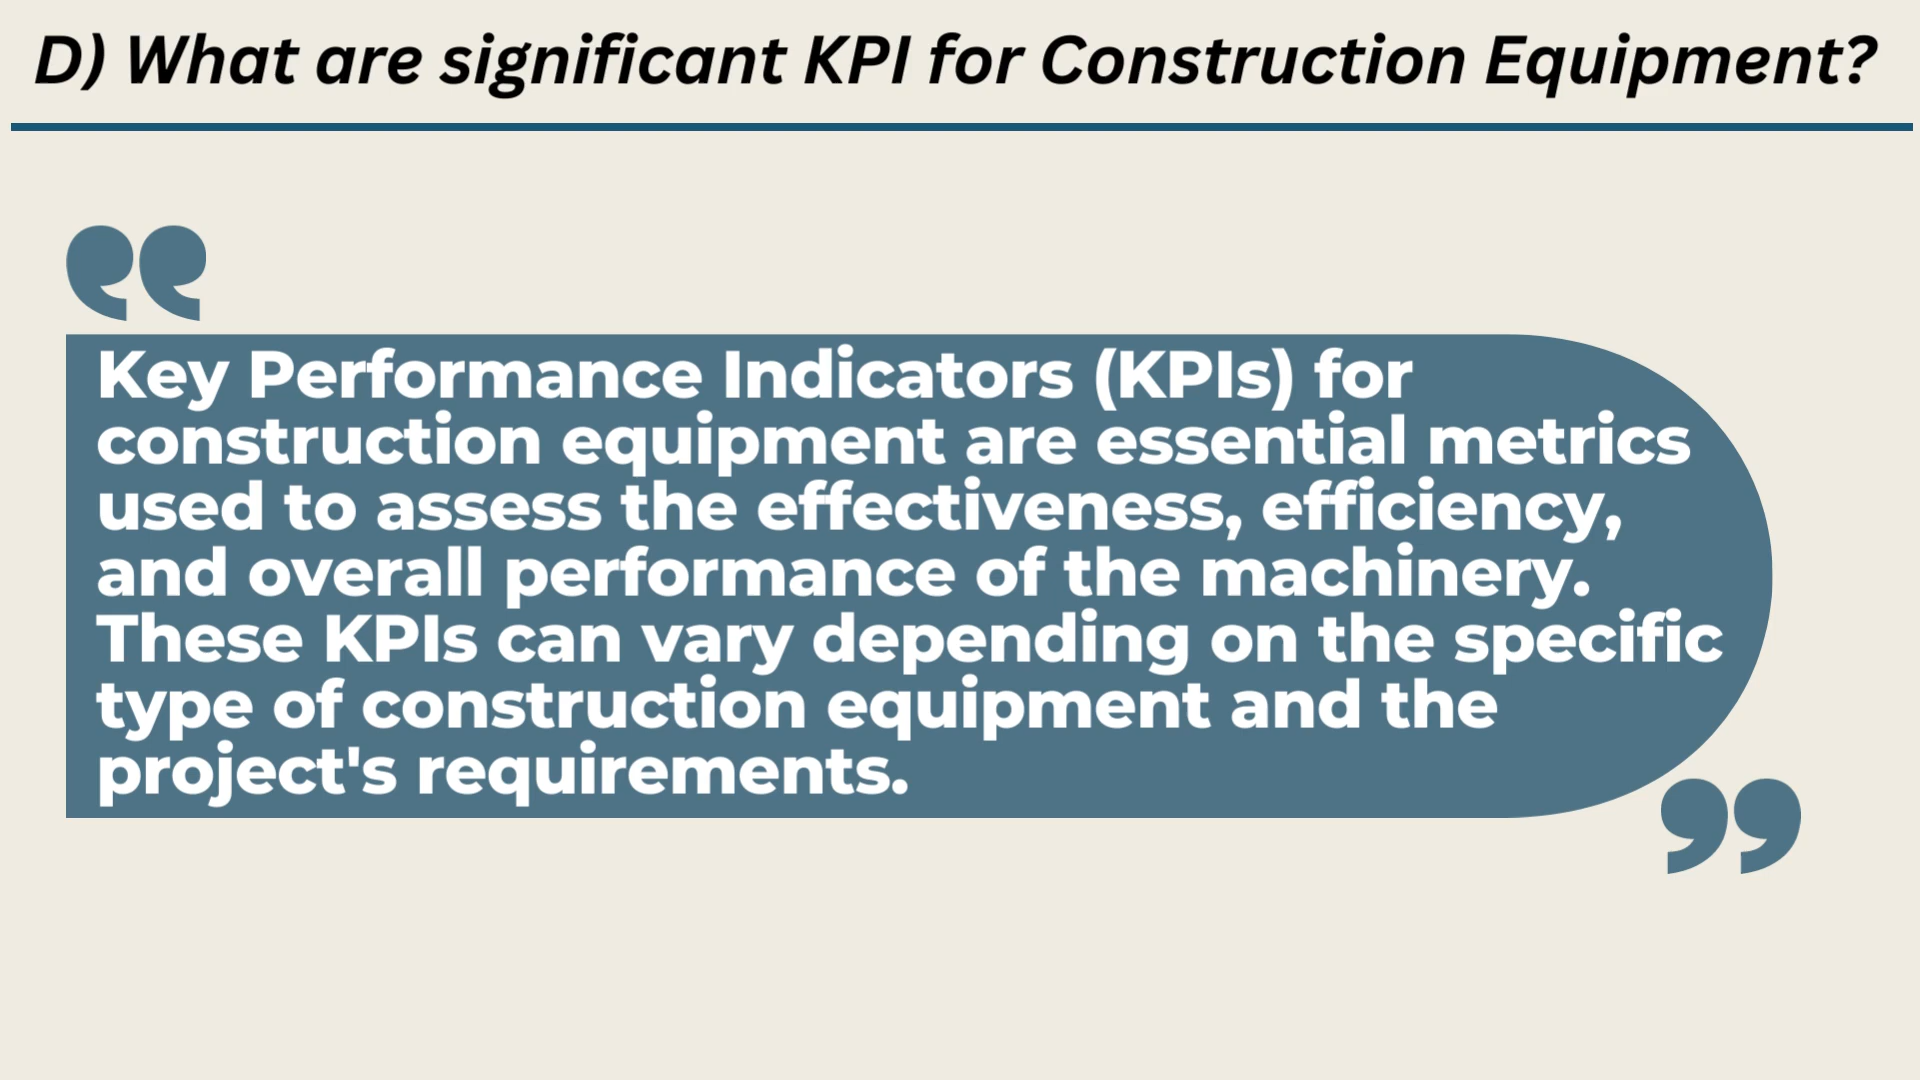 D) What are significant KPI for Construction Equipment?
Key Performance Indicators (KPIs) for
construction equipment are essential metrics
used to assess the effectiveness, efficiency,
and overall performance of the machinery.
These KPIs can vary depending on the specific
type of construction equipment and the
project's requirements.